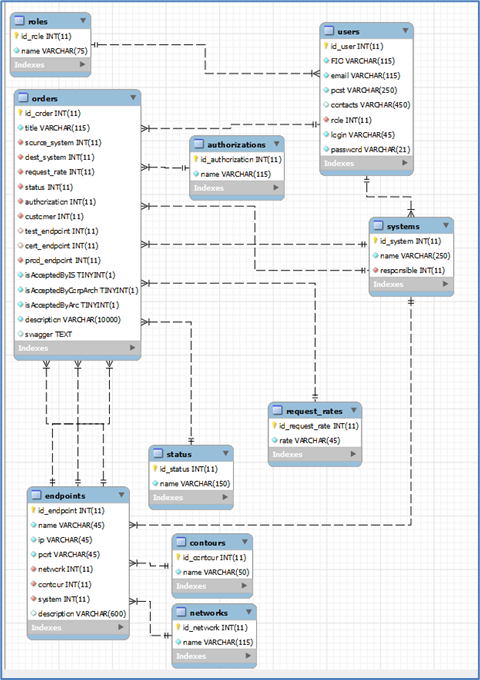 roles
id_role INT(11)
name VARCHAR(75)
Indexes
users
id_user INT(11)
FIO VARCHAR(115)
email VARCHAR(115)
post VARCHAR(250)
contacts VARCHAR(450)
role INT(11)
login VARCHAR(45)
password VARCHAR(21)
Indexes
orders
id_order INT(11)
title VARCHAR(115)
source_system INT(11)
dest_system INT(11)
request_rate INT(11)
status INT(11)
authorization INT(11)
customer INT(11)
test_endpoint INT(11)
cert_endpoint INT(11)
prod_endpoint INT(11)
isAcceptedByIS TINYINT(1)
isAcceptedByCorpArch TINYINT(1)
isAcceptedByArc TINYINT(1)
description VARCHAR(10000)
swagger TEXT
Indexes
authorizations
id_authorization INT(11)
name VARCHAR(115)
Indexes
systems
id_system INT(11)
name VARCHAR(250)
responsible INT(11)
Indexes
request_rates
id_request_rate INT(11)
rate VARCHAR(45)
Indexes
status
id_status INT(11)
name VARCHAR(150)
Indexes
endpoints
id_endpoint INT(11)
name VARCHAR(45)
ip VARCHAR(45)
port VARCHAR(45)
network INT(11)
contour INT(11)
system INT(11)
description VARCHAR(600)
Indexes
contours
id_contour INT(11)
name VARCHAR(50)
Indexes
networks
id_network INT(11)
name VARCHAR(115)
Indexes